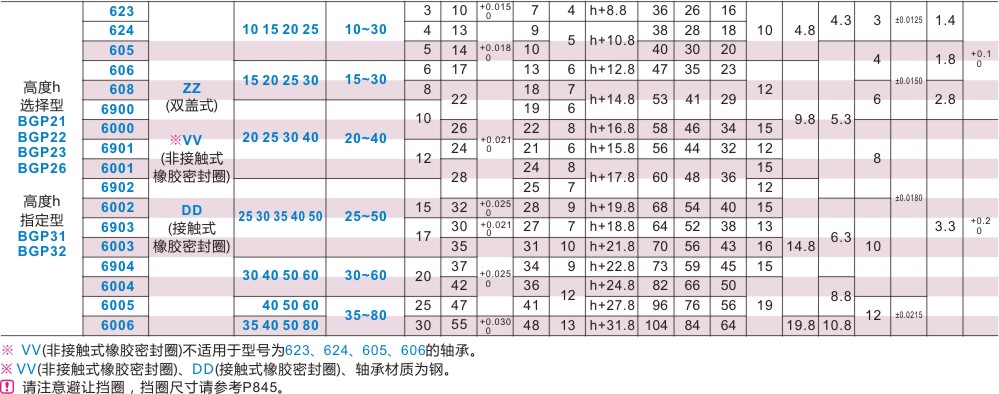 623 3 10 +0.015 0 7 4 h+8.8 36 26 16 4.3 3 ±0.0125 1.4
624 10 15 20 25 10~30 4 13 9 5 h+10.8 38 28 18 10 4.8
605 5 14 +0.018 0 10 40 30 20 4 1.8 +0.1 0
606 15 20 25 30 15~30 6 17 13 6 h+12.8 47 35 23 ±0.0150
高度h 608 ZZ 8 22 18 7 h+14.8 53 41 29 12 6 2.8
选择型 6900 (双盖式) 10 19 6 9.8 5.3
BGP21 6000 20 25 30 40 20~40 26 +0.021 0 22 8 h+16.8 58 46 34 15
BGP22 6901 ※VV 12 24 21 6 h+15.8 56 44 32 12 8
BGP23 6001 (非接触式 28 24 8 h+17.8 60 48 36 15
BGP26 6902 橡胶密封圈) 25 7 12 ±0.0180
高度h 6002 DD 25 30 35 40 50 25~50 15 32 +0.025 0 28 9 h+19.8 68 54 40 15
指定型 6903 (接触式 17 30 +0.021 0 27 7 h+18.8 64 52 38 13 6.3 3.3 +0.2 0
BGP31 6003 橡胶密封圈) 35 +0.025 0 31 10 h+21.8 70 56 43 16 14.8 10
BGP32 6904 30 40 50 60 30~60 20 37 34 9 h+22.8 73 59 45 15
6004 42 36 12 h+24.8 82 66 50 19 8.8
6005 40 50 60 35~80 25 47 41 h+27.8 96 76 56 12 ±0.0215
6006 35 40 50 80 30 55 +0.030 0 48 13 h+31.8 104 84 64 19.8 10.8
※ VV(非接触式橡胶密封圈)不适用于型号为623、624、605、606的轴承。
※ VV(非接触式橡胶密封圈)、DD(接触式橡胶密封圈)、轴承材质为钢。
! 请注意避让挡圈，挡圈尺寸请参考P845。